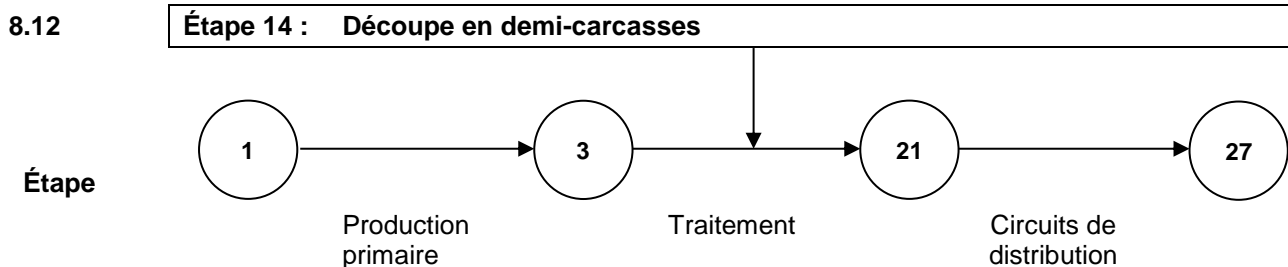 8.12 Étape 14 : Découpe en demi-carcasses
1 3 21 27
Étape
Production primaire
Traitement
Circuits de distribution